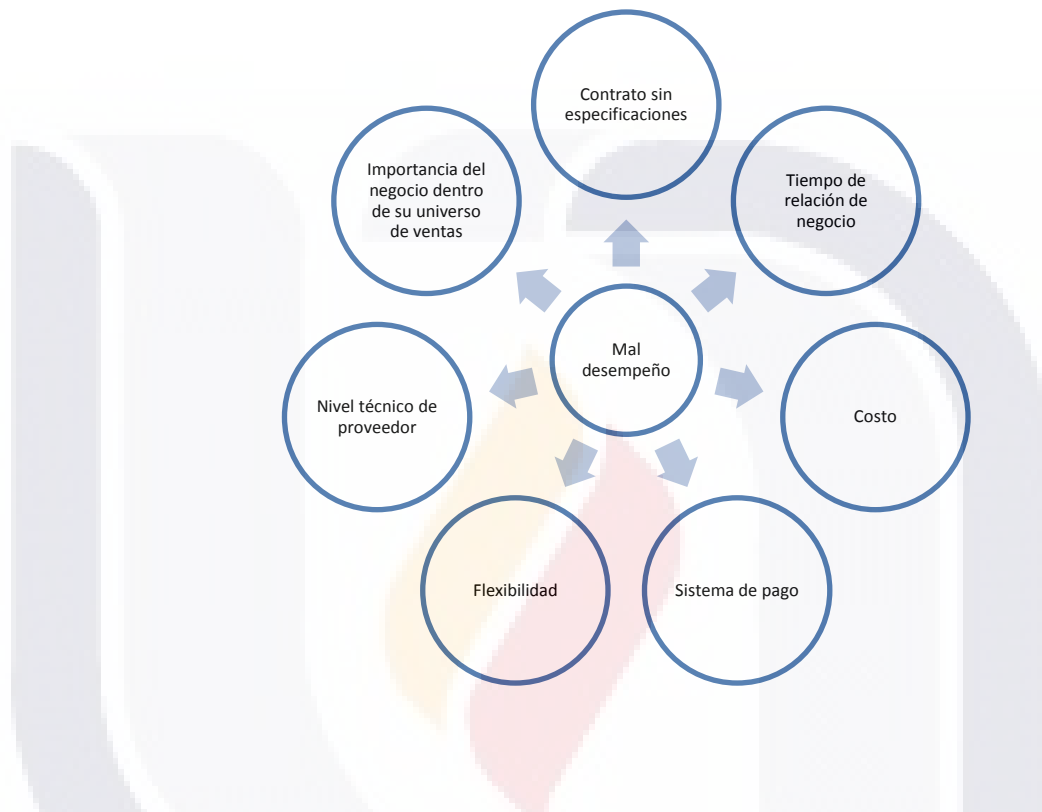 Contrato sin
especificaciones
Tiempo de
relación de
negocio
Costo
Sistema de pago
Flexibilidad
Nivel técnico de
proveedor
Importancia del
negocio dentro
de su universo
de ventas
Mal
desempeño